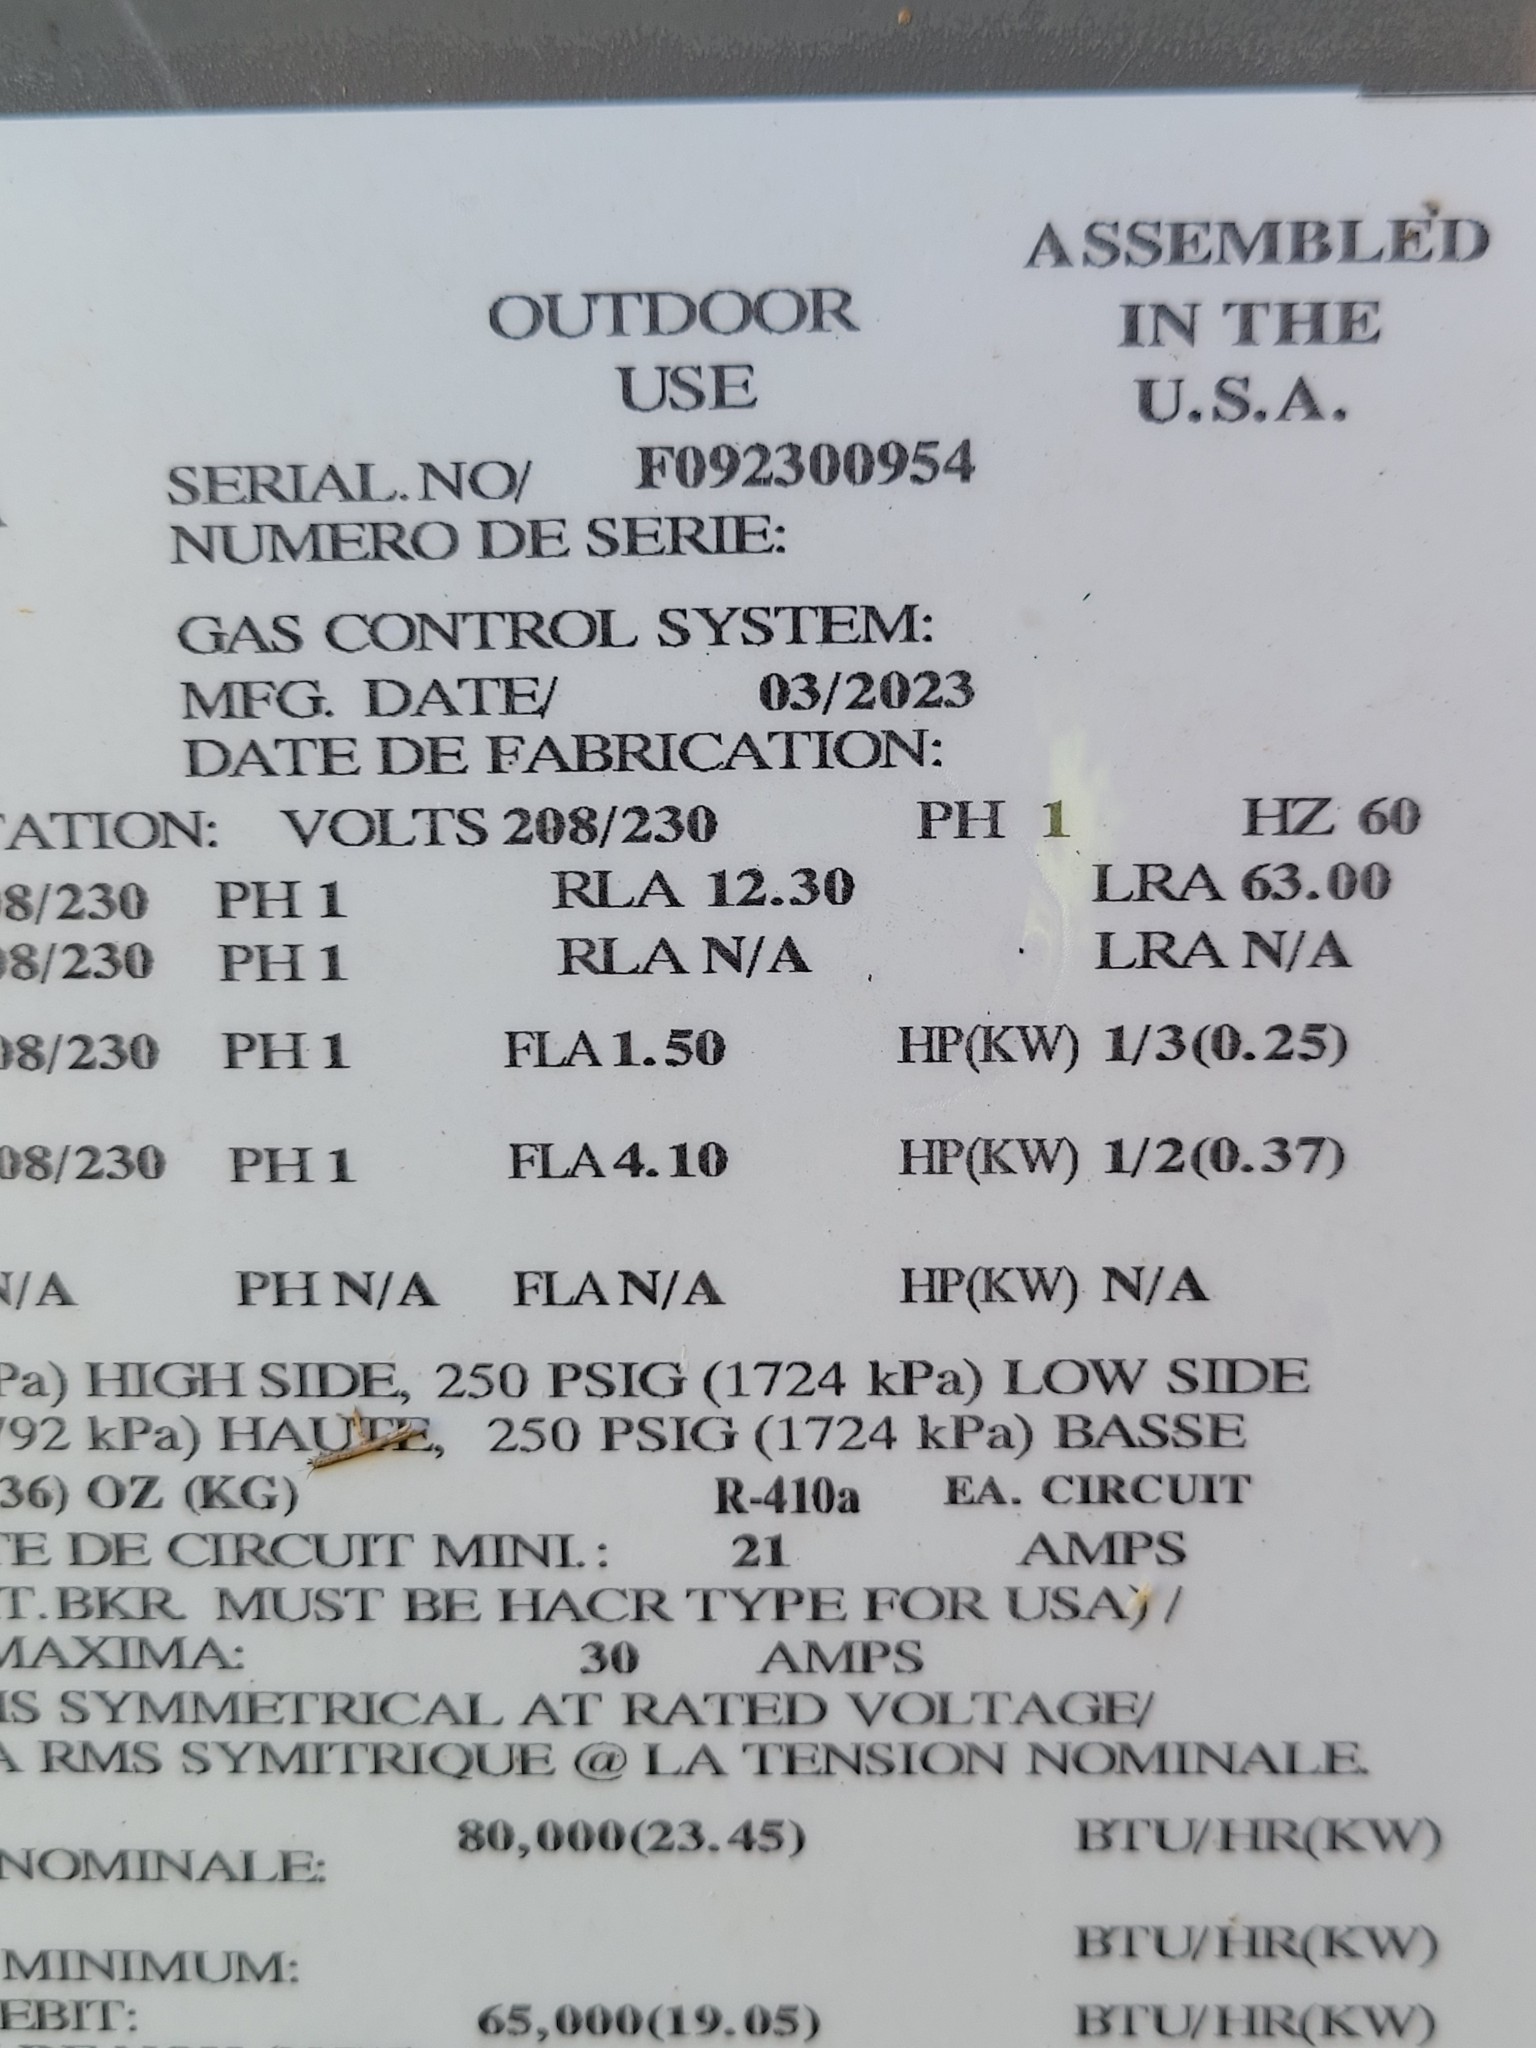 ASSEMBLED
IN THE
U.S.A.
OUTDOOR
USE
SERIAL.NO/ F092300954
NUMERO DE SERIE:
GAS CONTROL SYSTEM:
MFG. DATE/ 03/2023
DATE DE FABRICATION:
TATION: VOLTS 208/230 PH 1 HZ 60
08/230 PH 1 RLA 12.30 LRA 63.00
08/230 PH 1 RLA N/A LRA N/A
08/230 PH 1 FLA 1.50 HP(KW) 1/3(0.25)
08/230 PH 1 FLA 4.10 HP(KW) 1/2(0.37)
N/A PH N/A FLA N/A HP(KW) N/A
Pa) HIGH SIDE, 250 PSIG (1724 kPa) LOW SIDE
792 kPa) HAUTE, 250 PSIG (1724 kPa) BASSE
36) OZ (KG) R-410a EA. CIRCUIT
TE DE CIRCUIT MINI.: 21 AMPS
T.BKR. MUST BE HACR TYPE FOR USA) /
MAXIMA: 30 AMPS
MS SYMMETRICAL AT RATED VOLTAGE/
A RMS SYMITRIQUE @ LA TENSION NOMINALE.
80,000(23.45) BTU/HR(KW)
NOMINALE:
BTU/HR(KW)
MINIMUM:
EBIT: 65,000(19.05) BTU/HR(KW)